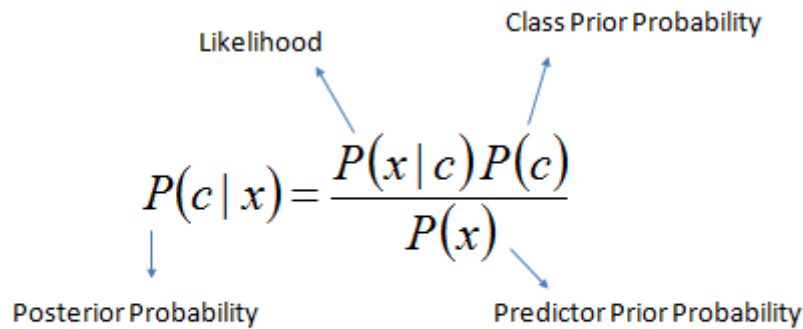 Likelihood
Class Prior Probability
P(c | x) = P(x | c)P(c)
P(x)
Posterior Probability
Predictor Prior Probability